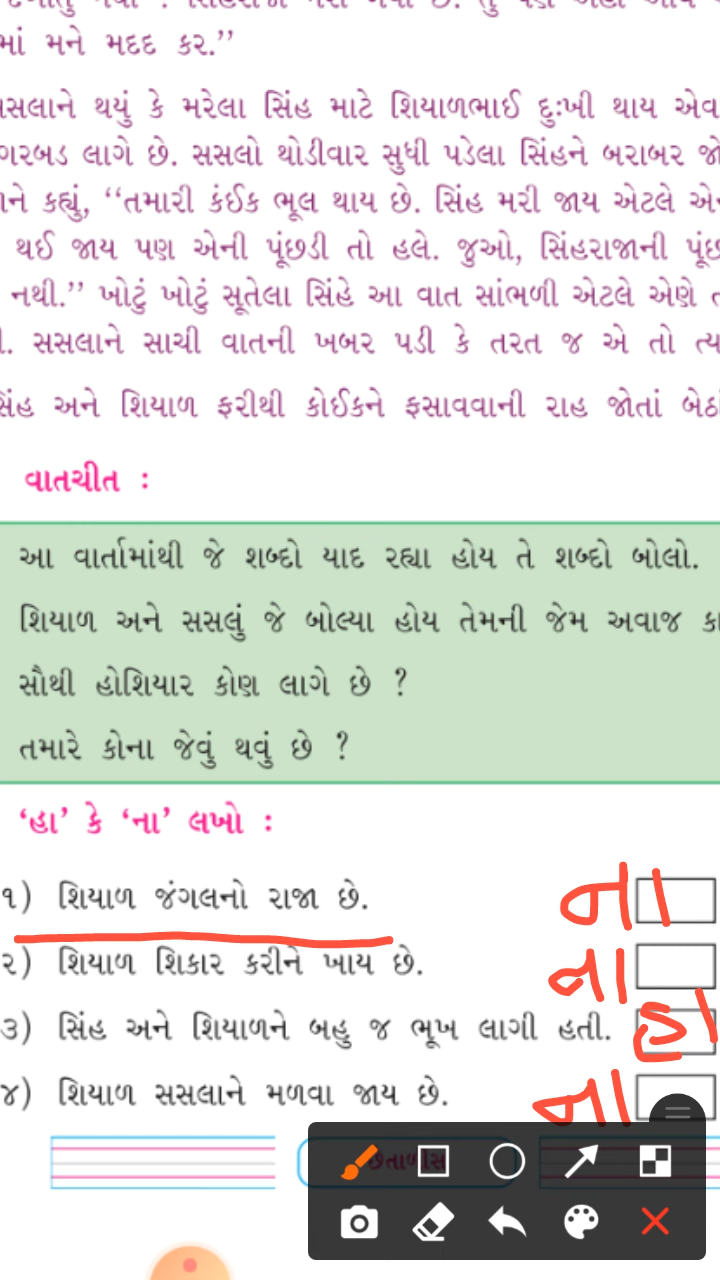 માં મને મદદ કર.”
સસલાને થયું કે મરેલા સિંહ માટે શિયાળભાઈ દુઃખી થાય એવ
ગરબડ લાગે છે. સસલો થોડીવાર સુધી પડેલા સિંહને બરાબર જો
કહ્યું, “તમારી કંઈક ભૂલ થાય છે. સિંહ મરી જાય એટલે
થઈ જાય પણ એની પૂંછડી તો હલે. જુઓ, સિંહરાજાની
નથી.” ખોટું ખોટું સૂતેલા સિંહે આ વાત સાંભળી એટલે એણે
સસલાને સાચી વાતની ખબર પડી કે તરત જ એ તો ત્ય
સિંહ અને શિયાળ ફરીથી કોઈકને ફસાવવાની રાહ જોતાં બેઠાં
વાતચીત :
આ વાર્તામાંથી જે શબ્દો યાદ રહ્યા હોય તે શબ્દો બોલો.
શિયાળ અને સસલું જે બોલ્યા હોય તેમની જેમ અવાજ કા
સૌથી હોશિયાર કોણ લાગે છે ?
તમારે કોના જેવું થવું છે ?
‘હા’ કે ‘ના’ લખો :
૧) શિયાળ જંગલનો રાજા છે. ના
૨) શિયાળ શિકાર કરીને ખાય છે. ના
૩) સિંહ અને શિયાળને બહુ જ ભૂખ લાગી હતી. હા
૪) શિયાળ સસલાને મળવા જાય છે. ના